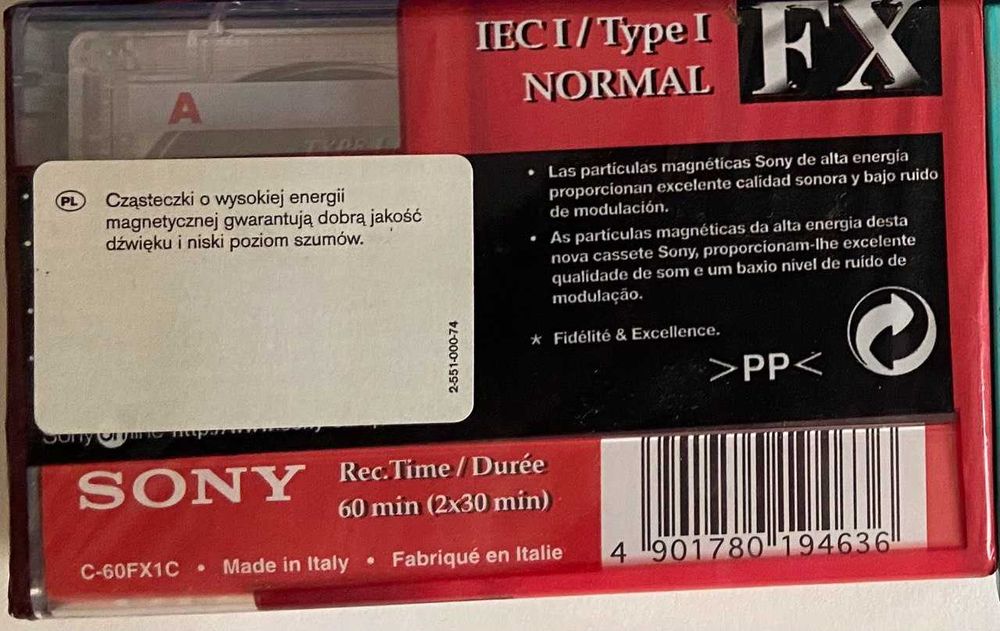 IEC I / Type I
NORMAL
FX
A
TYPE I
PL
Cząsteczki o wysokiej energii
magnetycznej gwarantują dobrą jakość
dźwięku i niski poziom szumów.
2-551-000-74
• Las partículas magnéticas Sony de alta energía
proporcionan excelente calidad sonora y bajo ruido
de modulación.
• As partículas magnéticas da alta energia desta
nova cassete Sony, proporcionam-lhe excelente
qualidade de som e um baxio nível de ruído de
modulação.
* Fidélité & Excellence.
>PP<
Sony Online
SONY
Rec.Time / Durée
60 min (2x30 min)
C-60FX1C • Made in Italy • Fabriqué en Italie
4 901780 194636